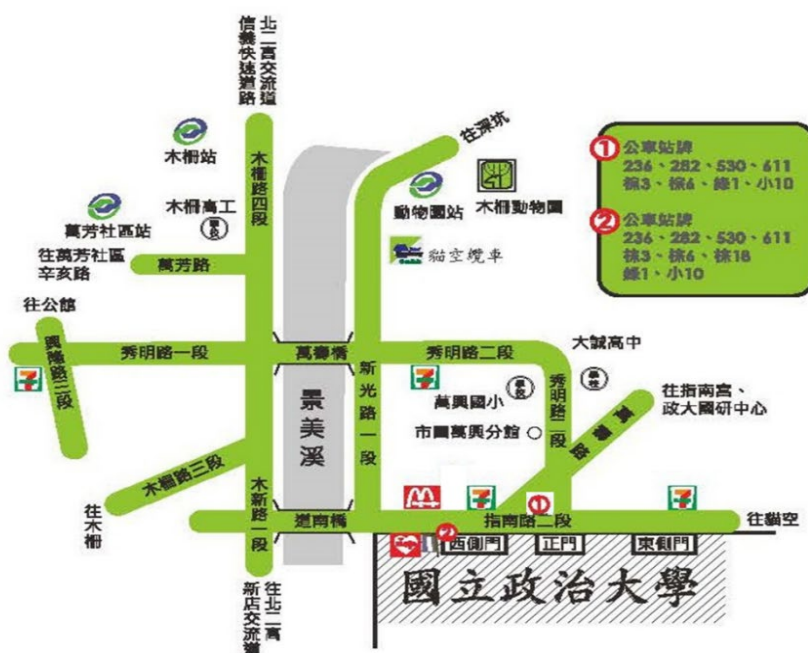 北二高交流道
信義快速道路
木柵站
萬芳社區站
木柵高工
木柵路四段
往深坑
動物園站
木柵動物園
貓空纜車
往萬芳社區
辛亥路
萬芳路
往公館
興隆路三段
秀明路一段
萬壽橋
秀明路二段
大誠高中
景美溪
新光路一段
萬興國小
市圖萬興分館
秀明路二段
萬壽路
往指南宮、
政大國研中心
木柵路三段
往木柵
木新路一段
道南橋
指南路二段
往貓空
西側門
正門
東側門
國立政治大學
往北二高
新店交流道
1
公車站牌
236、282、530、611
棕3、棕6、綠1、小10
2
公車站牌
236、282、530、611
棕3、棕6、棕18
綠1、小10
7
7
7
7
1
2